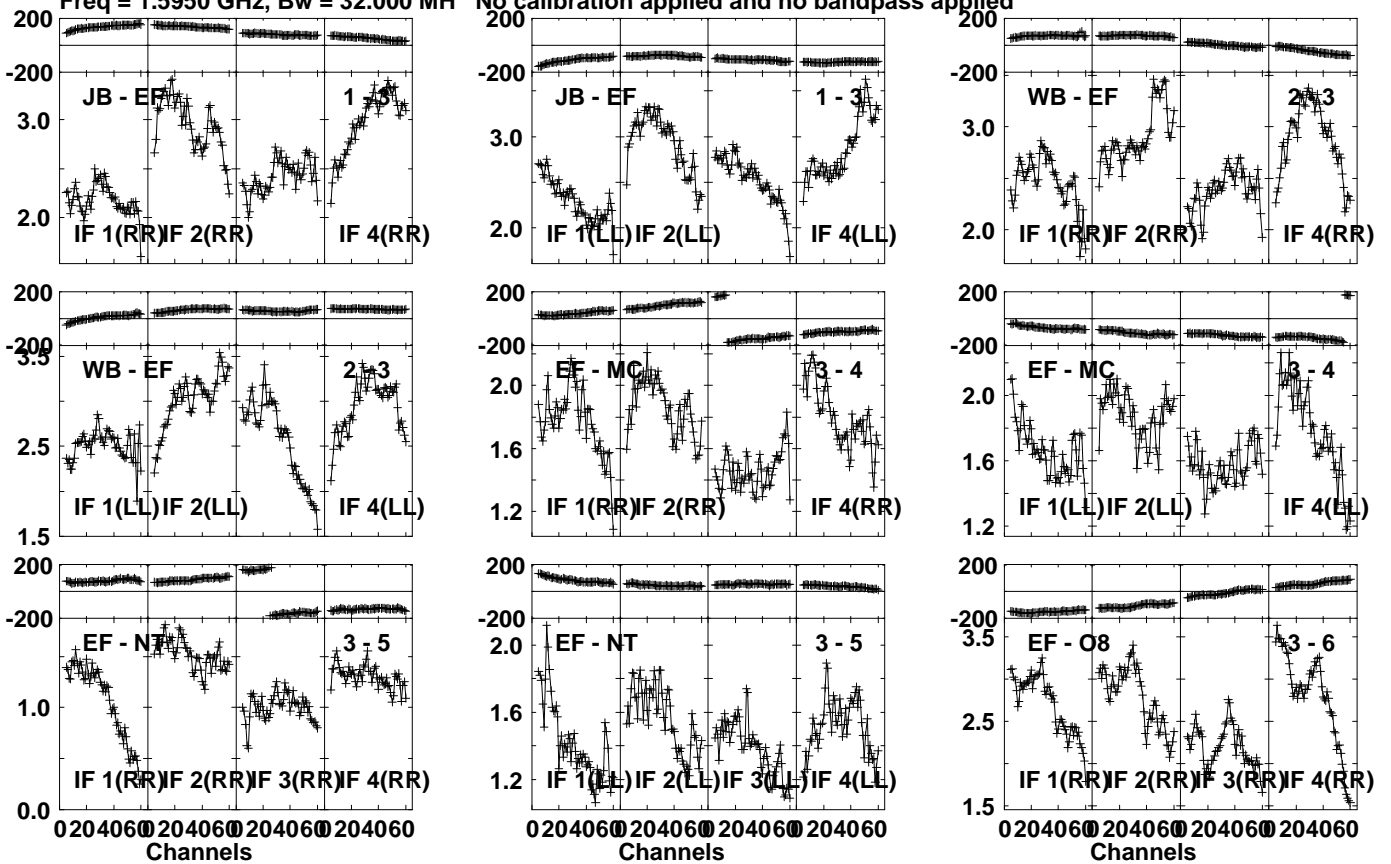 Freq = 1.5950 GHz, Bw = 32.000 MH No calibration applied and no bandpass applied
200
-200
JB - EF
1 - 3
3.0
2.0
IF 1(RR)
IF 2(RR)
IF 4(RR)
200
-200
JB - EF
1 - 3
3.0
2.0
IF 1(LL)
IF 2(LL)
IF 4(LL)
200
-200
WB - EF
2 - 3
3.0
2.0
IF 1(RR)
IF 2(RR)
IF 4(RR)
200
-200
3.5
WB - EF
2 - 3
2.5
IF 1(LL)
IF 2(LL)
IF 4(LL)
1.5
200
-200
EF - MC
3 - 4
2.0
1.6
1.2
IF 1(RR)
IF 2(RR)
IF 4(RR)
200
-200
EF - MC
3 - 4
2.0
1.6
1.2
IF 1(LL)
IF 2(LL)
IF 4(LL)
200
-200
EF - NT
3 - 5
1.0
IF 1(RR)
IF 2(RR)
IF 3(RR)
IF 4(RR)
0.0
0 20 40 60 0 20 40 60 0 20 40 60 0 20 40 60
Channels
200
-200
EF - NT
3 - 5
2.0
1.6
1.2
IF 1(LL)
IF 2(LL)
IF 3(LL)
IF 4(LL)
0 20 40 60 0 20 40 60 0 20 40 60 0 20 40 60
Channels
200
-200
3.5
EF - O8
3 - 6
2.5
IF 1(RR)
IF 2(RR)
IF 3(RR)
IF 4(RR)
1.5
0 20 40 60 0 20 40 60 0 20 40 60 0 20 40 60
Channels